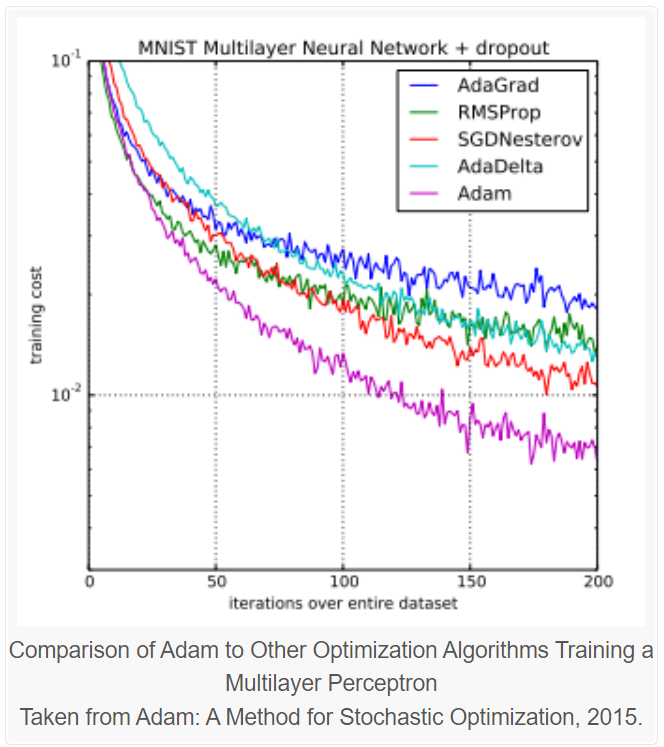 MNIST Multilayer Neural Network + dropout
10-1
AdaGrad
RMSProp
SGDNesterov
AdaDelta
Adam
training cost
10-2
0 50 100 150 200
iterations over entire dataset
Comparison of Adam to Other Optimization Algorithms Training a
Multilayer Perceptron
Taken from Adam: A Method for Stochastic Optimization, 2015.